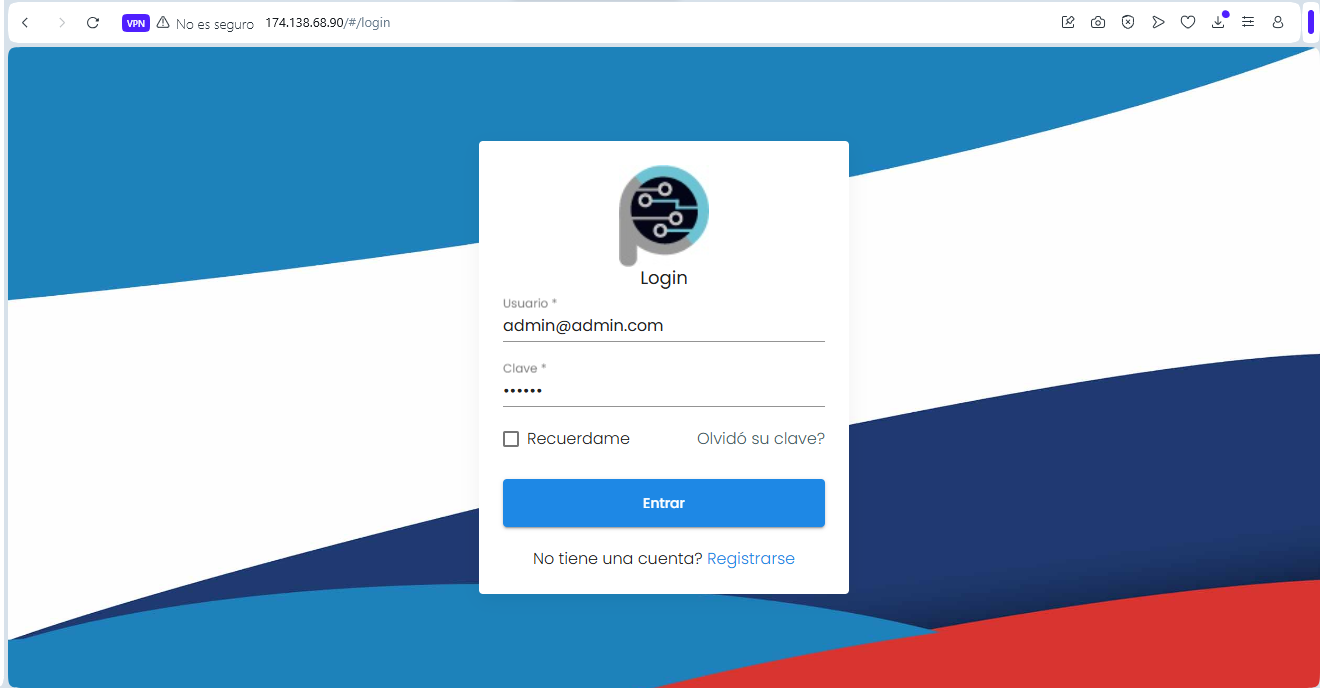 VPN No es seguro 174.138.68.90/#/login
Login
Usuario *
admin@admin.com
Clave *
••••••
Recuerdame Olvidó su clave?
Entrar
No tiene una cuenta? Registrarse